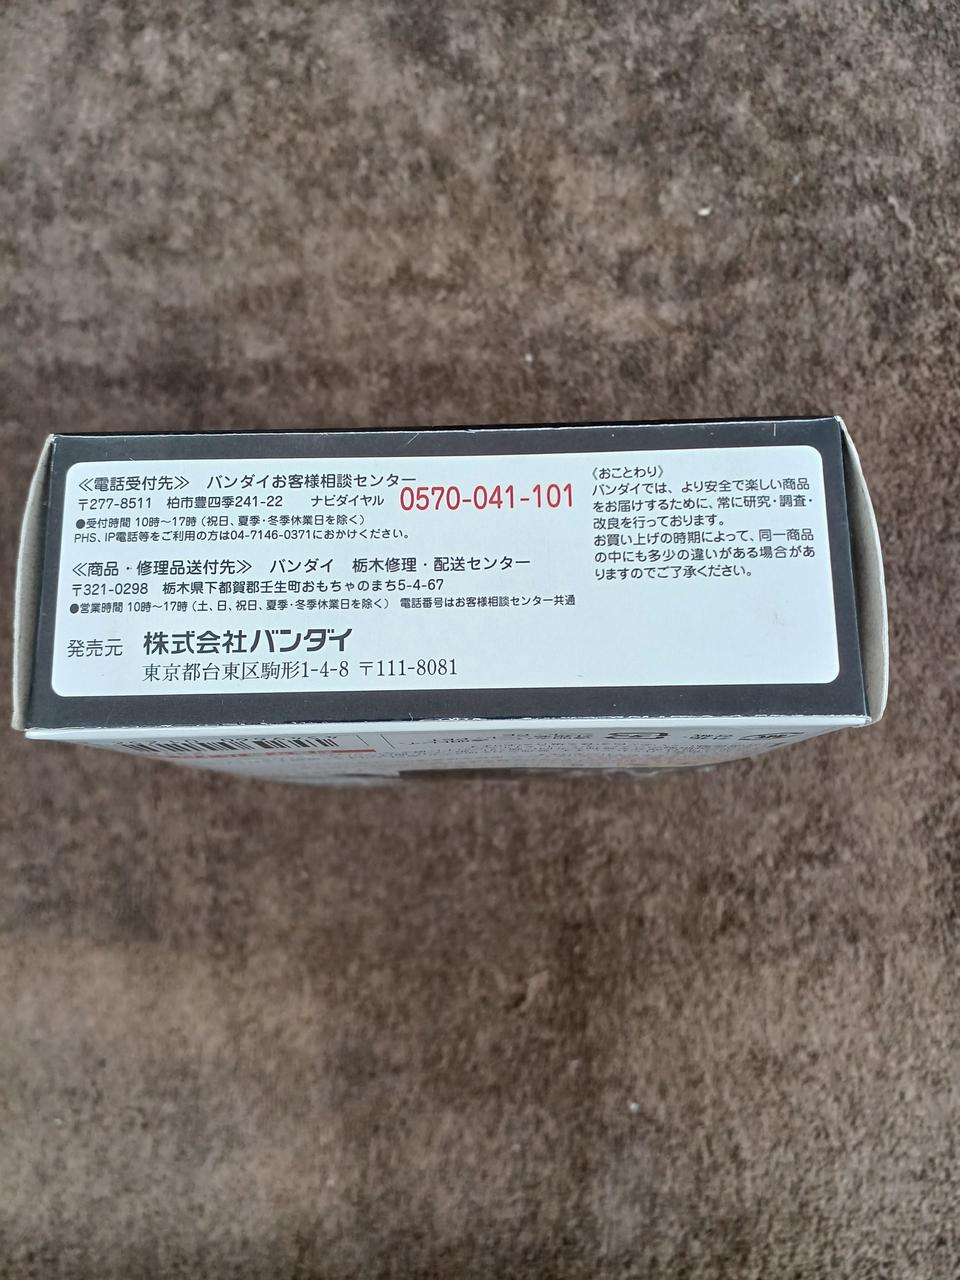 ≪電話受付先≫ バンダイお客様相談センター
〒277-8511 柏市豊四季241-22 ナビダイヤル 0570-041-101
●受付時間 10時～17時（祝日、夏季・冬季休業日を除く）
PHS、IP電話等をご利用の方は04-7146-0371におかけください。
≪商品・修理品送付先≫ バンダイ 栃木修理・配送センター
〒321-0298 栃木県下都賀郡壬生町おもちゃのまち5-4-67
●営業時間 10時～17時（土、日、祝日、夏季・冬季休業日を除く） 電話番号はお客様相談センター共通
発売元 株式会社バンダイ
東京都台東区駒形1-4-8 〒111-8081
《おことわり》
バンダイでは、より安全で楽しい商品
をお届けするために、常に研究・調査・
改良を行っております。
お買い上げの時期によって、同一商品
の中にも多少の違いがある場合があ
りますのでご了承ください。